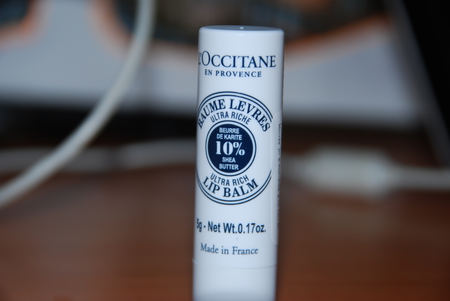 L'OCCITANE
EN PROVENCE
BAUME LEVRES
ULTRA RICHE
BEURRE
DE KARITE
10%
SHEA
BUTTER
ULTRA RICH
LIP BALM
5g - Net Wt.0.17oz.
Made in France